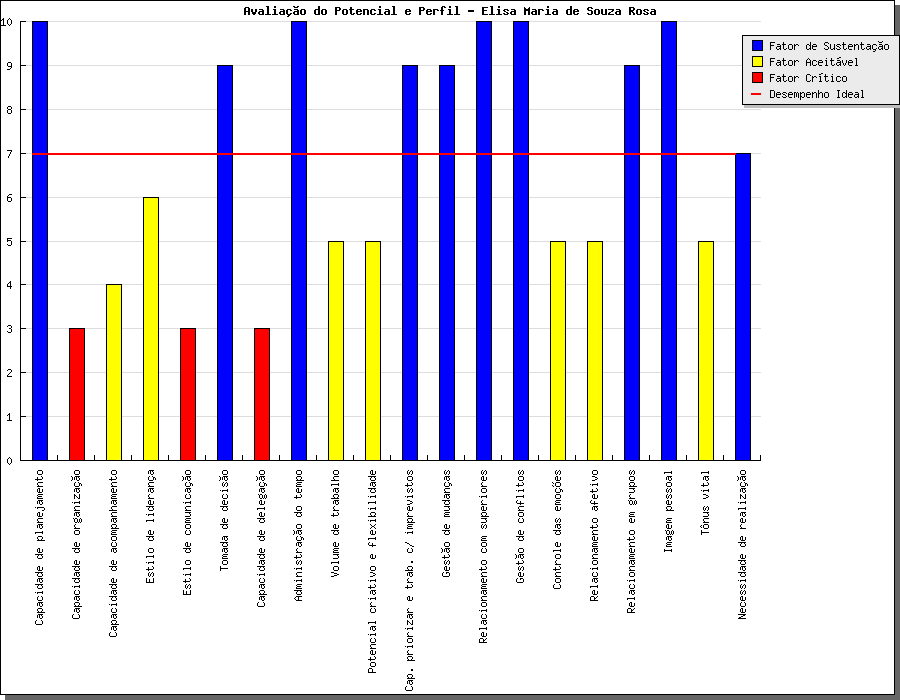 Avaliação do Potencial e Perfil - Elisa Maria de Souza Rosa
Fator de Sustentação
Fator Aceitável
Fator Crítico
Desempenho Ideal
10
9
8
7
6
5
4
3
2
1
0
Capacidade de planejamento
Capacidade de organização
Capacidade de acompanhamento
Estilo de liderança
Estilo de comunicação
Tomada de decisão
Capacidade de delegação
Administração do tempo
Volume de trabalho
Potencial criativo e flexibilidade
Cap. priorizar e trab. c/ imprevistos
Gestão de mudanças
Relacionamento com superiores
Gestão de conflitos
Controle das emoções
Relacionamento afetivo
Relacionamento em grupos
Imagem pessoal
Tônus vital
Necessidade de realização